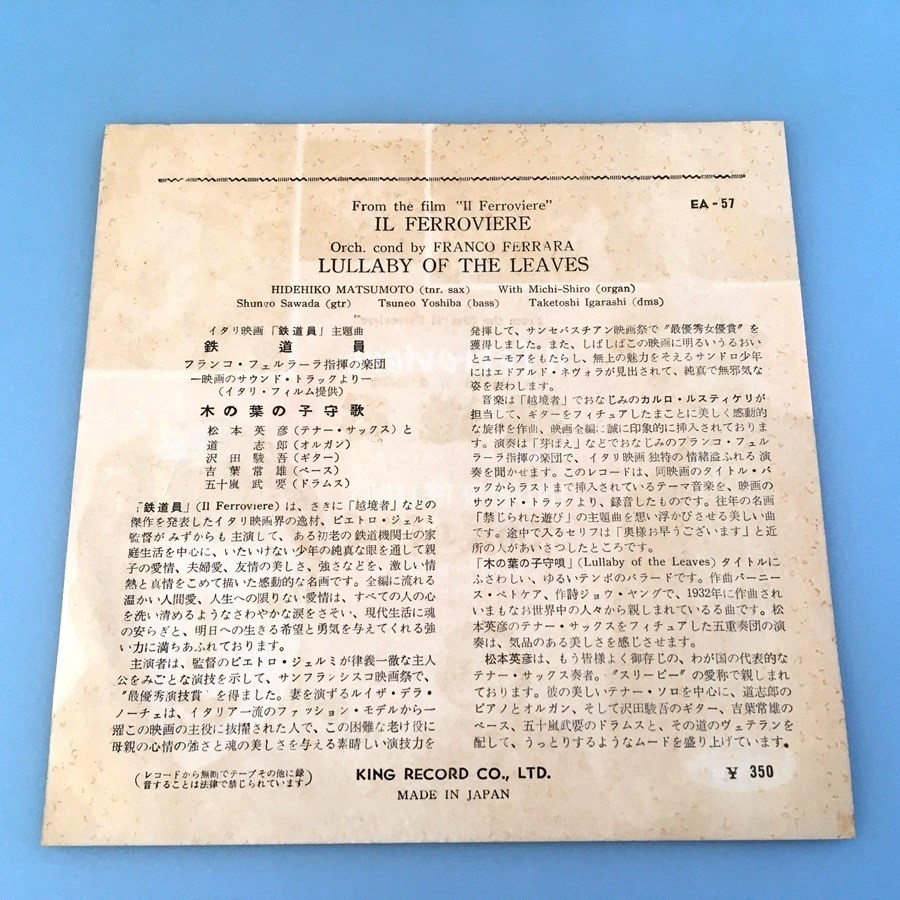 From the film "Il Ferroviere"
EA-57
IL FERROVIERE
Orch. cond by FRANCO FERRARA
LULLABY OF THE LEAVES
HIDEHIKO MATSUMOTO (tnr. sax) With Michi-Shiro (organ)
Shungo Sawada (gtr) Tsuneo Yoshiba (bass) Taketoshi Igarashi (dms)
イタリ映画「鉄道員」主題曲
鉄道員
フランコ・フェルラーラ指揮の楽団
―映画のサウンド・トラックより―
(イタリ・フィルム提供)
木の葉の子守歌
松本英彦(テナー・サックス)と
道志郎(オルガン)
沢田駿吾(ギター)
吉葉常雄(ベース)
五十嵐武要(ドラムス)
「鉄道員」(Il Ferroviere)は、さきに「越境者」などの
傑作を発表したイタリ映画界の逸材、ピエトロ・ジェルミ
監督がみずからも主演して、ある初老の鉄道機関士の家
庭生活を中心に、いたいけない少年の純真な眼を通して親
子の愛情、夫婦愛、友情の美しさ、強さなどを、激しい情
熱と真情をこめて描いた感動的な名画です。全編に流れる
温かい人間愛、人生への限りない愛情は、すべての人の心
を洗い清めるようなさわやかな涙をさそい、現代生活に魂
の安らぎと、明日への生きる希望と勇気を与えてくれる強
い力に満ちあふれております。
主演者は、監督のピエトロ・ジェルミが律義一徹な主人
公をみごとな演技を示して、サンフランシスコ映画祭で、
"最優秀演技賞"を得ました。妻を演ずるルイザ・デラ・
ノーチェは、イタリア一流のファッション・モデルから一
躍この映画の主役に抜擢された人で、この困難な老け役に
母親の心情の強さと魂の美しさを与える素晴しい演技力を
発揮して、サンセバスチアン映画祭で"最優秀女優賞"を
獲得しました。また、しばしばこの映画に明るいうるおい
とユーモアをもたらし、無上の魅力をそえるサンドロ少年
にはエドアルド・ネヴォラが見出されて、純真で無邪気な
姿を表わします。
音楽は「越境者」でおなじみのカルロ・ルスティケリが
担当して、ギターをフィチュアしたまことに美しく感動的
な旋律を作曲、映画全編に誠に印象的に挿入されておりま
す。演奏は「芽ばえ」などでおなじみのフランコ・フェル
ラーラ指揮の楽団で、イタリ映画独特の情緒溢ふれる演
奏を聞かせます。このレコードは、同映画のタイトル・バ
ックからラストまで挿入されているテーマ音楽を、映画の
サウンド・トラックより、録音したものです。往年の名画
「禁じられた遊び」の主題曲を思い浮かびさせる美しい曲
です。途中で入るセリフは「奥様お早うございます」と近
所の人があいさつしたところです。
「木の葉の子守唄」(Lullaby of the Leaves)タイトルに
ふさわしい、ゆるいテンポのバラードです。作曲バーニー
ス・ペトケア、作詩ジョウ・ヤングで、1932年に作曲され
いまもなお世界中の人々から親しまれているる曲です。松
本英彦のテナー・サックスをフィチュアした五重奏団の演
奏は、気品のある美しさを感じさせます。
松本英彦は、もう皆様よく御存じの、わが国の代表的な
テナー・サックス奏者。"スリーピー"の愛称で親しまれ
ております。彼の美しいテナー・ソロを中心に、道志郎の
ピアノとオルガン、そして沢田駿吾のギター、吉葉常雄の
ベース、五十嵐武要のドラムスと、その道のヴェテランを
配して、うっとりするようなムードを盛り上げています。
(レコードから無断でテープその他に録
音することは法律で禁じられています)
KING RECORD CO., LTD.
MADE IN JAPAN
¥ 350